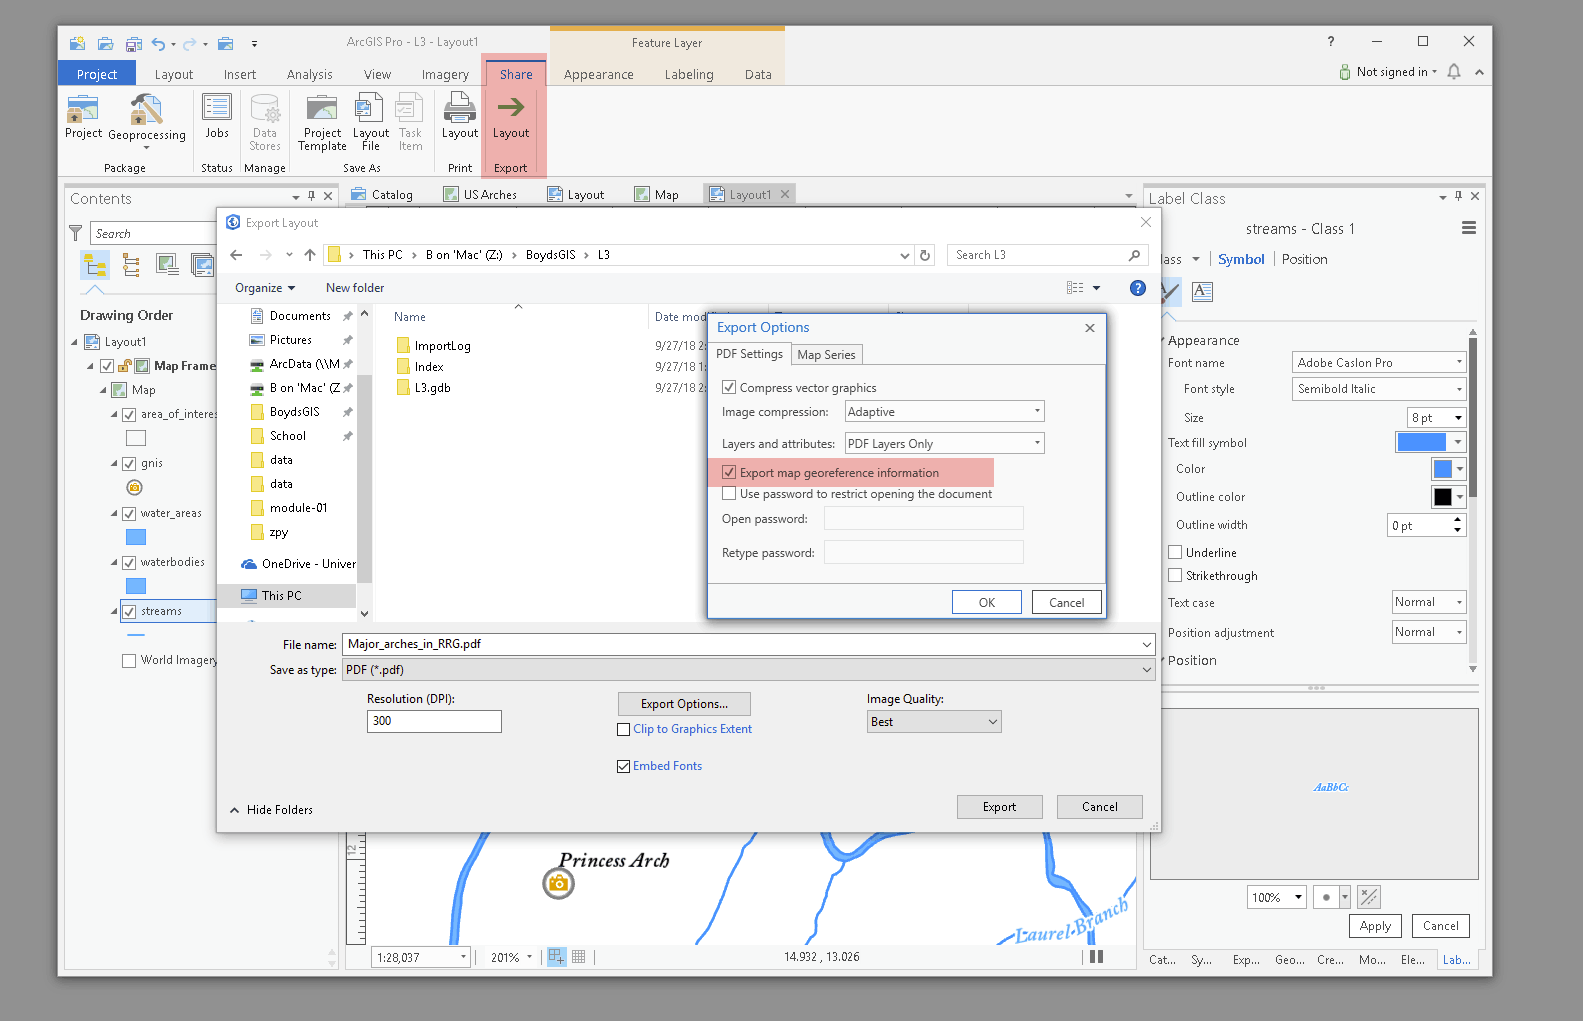 ArcGIS Pro - L3 - Layout1
Feature Layer
?
Project Layout Insert Analysis View Imagery Share Appearance Labeling Data
Not signed in
Project Geoprocessing Jobs Data Stores Project Template Layout File Task Item Layout Layout
Package Status Manage Save As Print Export
Contents
Search
Drawing Order
Layout1
Map Frame
Map
area_of_interes
gnis
water_areas
waterbodies
streams
World Imagery
Catalog US Arches Layout Map Layout1
Export Layout
This PC > B on 'Mac' (Z:) > BoydsGIS > L3
Search L3
Organize New folder
?
Documents
Pictures
ArcData (\\M
B on 'Mac' (Z
BoydsGIS
School
data
data
module-01
zpy
OneDrive - Univer
This PC
Name Date mod
ImportLog 9/27/18 2:
Index 9/27/18 1:
L3.gdb 9/27/18 2:
Export Options
PDF Settings Map Series
Compress vector graphics
Image compression: Adaptive
Layers and attributes: PDF Layers Only
Export map georeference information
Use password to restrict opening the document
Open password:
Retype password:
OK Cancel
File name: Major_arches_in_RRG.pdf
Save as type: PDF (*.pdf)
Resolution (DPI):
300
Export Options...
Clip to Graphics Extent
Embed Fonts
Image Quality:
Best
Hide Folders
Export Cancel
12
Princess Arch
Laurel Branch
1:28,037 201% 14.932 , 13.026
Label Class
streams - Class 1
ass Symbol Position
A
Appearance
Font name Adobe Caslon Pro
Font style Semibold Italic
Size 8 pt
Text fill symbol
Color
Outline color
Outline width 0 pt
Underline
Strikethrough
Text case Normal
Position adjustment Normal
Position
AaBbCc
100%
Apply Cancel
Cat... Sy... Exp... Geo... Cre... Mo... Ele... Lab...